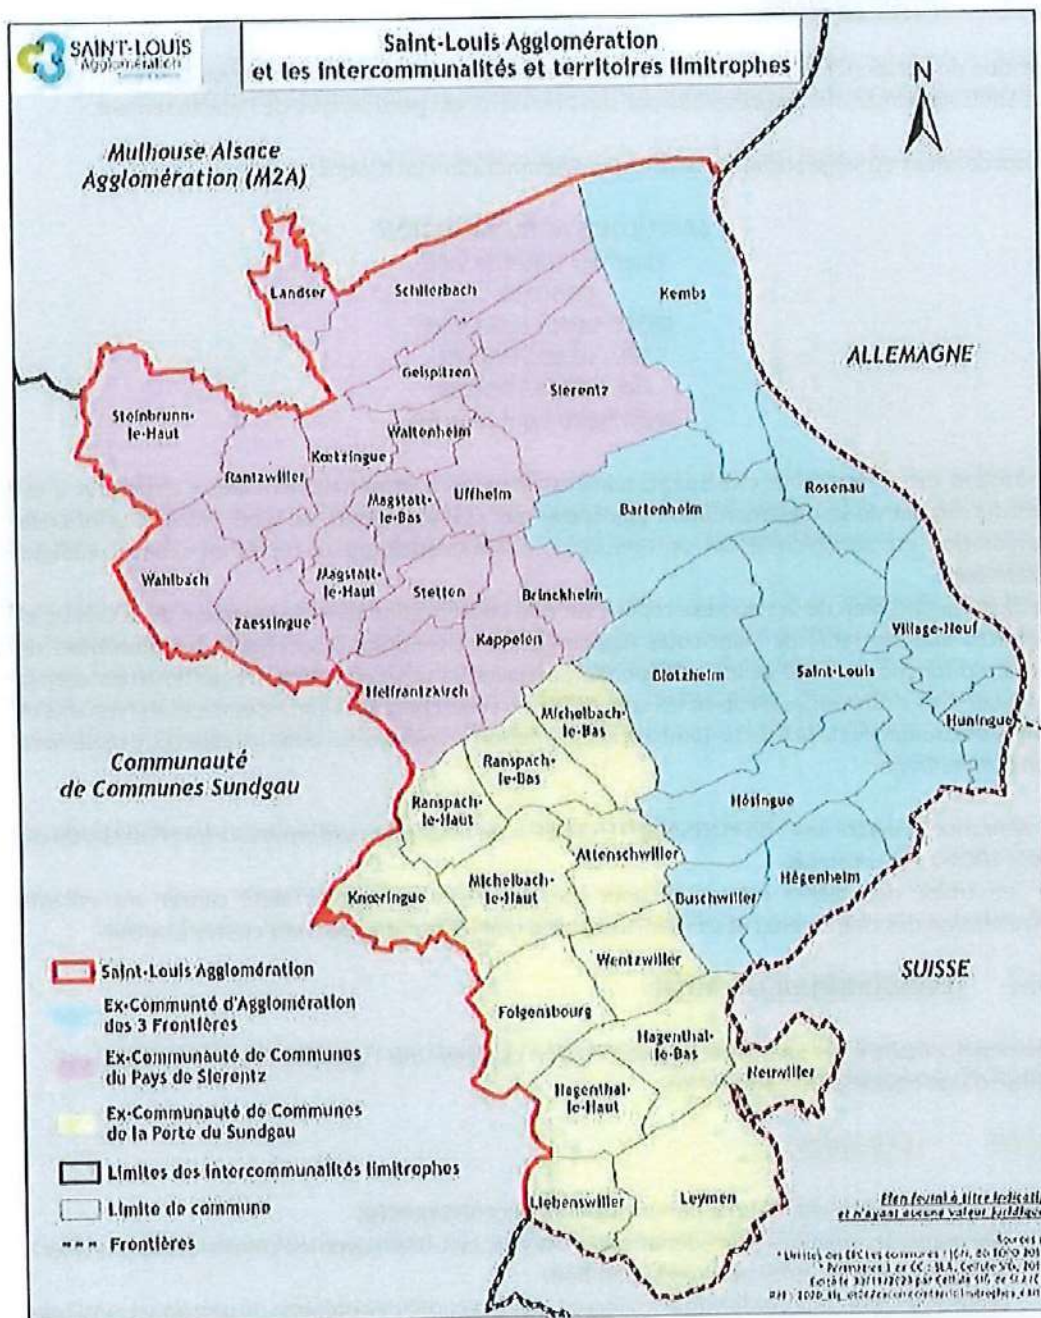 SAINT-LOUIS
Agglomération
Saint-Louis Agglomération
et les intercommunalités et territoires limitrophes
N
Mulhouse Alsace
Agglomération (M2A)
Landser
Schlierbach
Kembs
ALLEMAGNE
Geispitzen
Sierentz
Steinbrunn-
le-Haut
Waltenheim
Kœtzingue
Rantzwiller
Uffheim
Magstatt-
le-Bas
Rosenau
Bartenheim
Wahlbach
Magstatt-
le-Haut
Stetten
Brinckheim
Zaessingue
Kappelen
Village-Neuf
Helfrantzkirch
Blotzheim
Saint-Louis
Michelbach-
le-Bas
Huningue
Communauté
de Communes Sundgau
Ranspach-
le-Bas
Ranspach-
le-Haut
Hésingue
Attenschwiller
Michelbach-
le-Haut
Hégenheim
Knœringue
Buschwiller
Wentzwiller
SUISSE
Folgensbourg
Hagenthal-
le-Bas
Neuwiller
Hagenthal-
le-Haut
Liebenswiller
Leymen
Saint-Louis Agglomération
Ex-Communté d'Agglomération
des 3 Frontières
Ex-Communauté de Communes
du Pays de Sierentz
Ex-Communauté de Communes
de la Porte du Sundgau
Limites des intercommunalités limitrophes
Limite de commune
Frontières
et n'ayant aucune valeur juridique